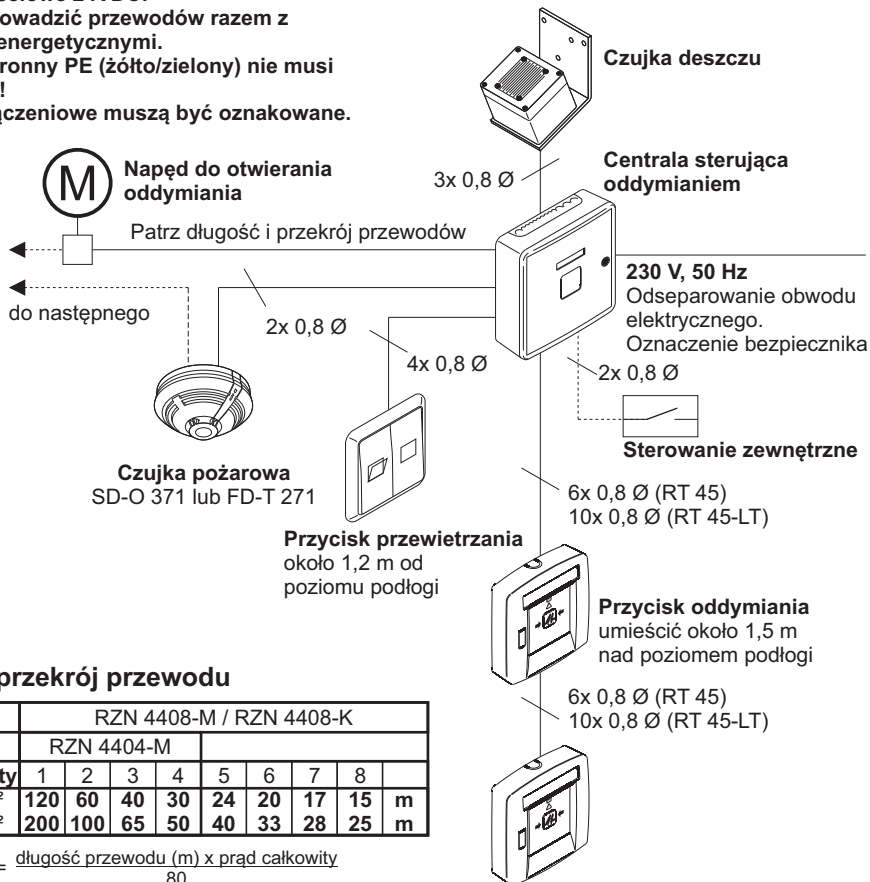 owadzić przewodów razem z
energetycznymi.
ronny PE (żółto/zielony) nie musi
!
ączeniowe muszą być oznakowane.
Czujka deszczu
M
Napęd do otwierania
oddymiania
3x 0,8 Ø
Centrala sterująca
oddymianiem
Patrz długość i przekrój przewodów
230 V, 50 Hz
Odseparowanie obwodu
elektrycznego.
Oznaczenie bezpiecznika
do następnego
2x 0,8 Ø
4x 0,8 Ø
2x 0,8 Ø
Sterowanie zewnętrzne
Czujka pożarowa
SD-O 371 lub FD-T 271
6x 0,8 Ø (RT 45)
10x 0,8 Ø (RT 45-LT)
Przycisk przewietrzania
około 1,2 m od
poziomu podłogi
Przycisk oddymiania
umieścić około 1,5 m
nad poziomem podłogi
6x 0,8 Ø (RT 45)
10x 0,8 Ø (RT 45-LT)
przekrój przewodu
RZN 4408-M / RZN 4408-K
RZN 4404-M
ty 1 2 3 4 5 6 7 8
² 120 60 40 30 24 20 17 15 m
² 200 100 65 50 40 33 28 25 m
= długość przewodu (m) x prąd całkowity
80